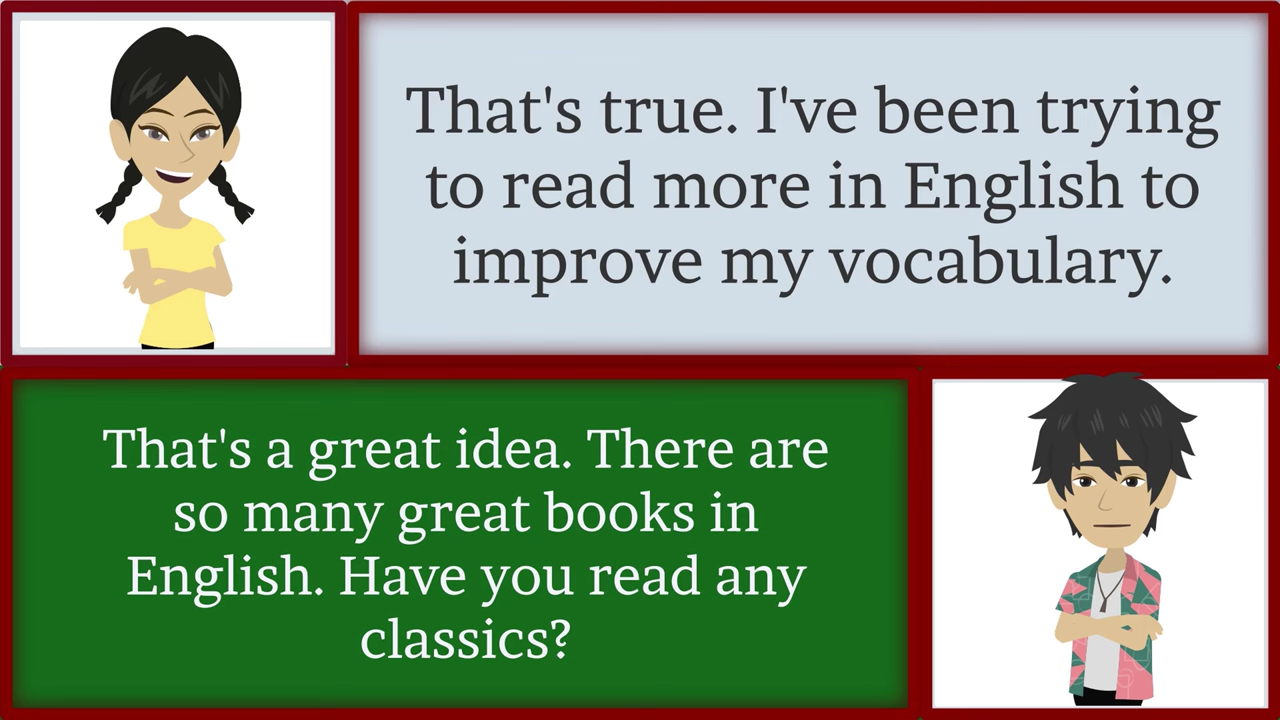 That's true. I've been trying
to read more in English to
improve my vocabulary.
That's a great idea. There are
so many great books in
English. Have you read any
classics?